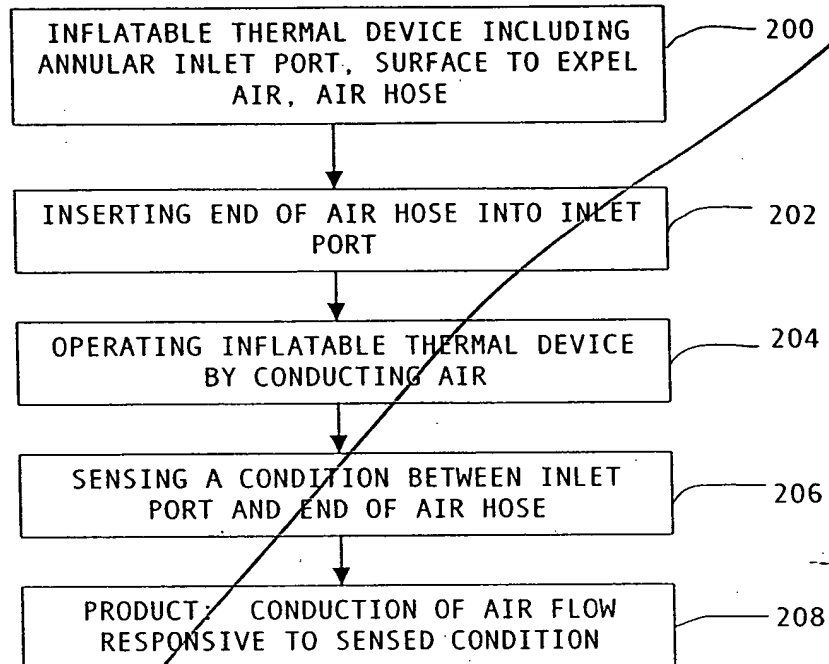 INFLATABLE THERMAL DEVICE INCLUDING
ANNULAR INLET PORT, SURFACE TO EXPEL
AIR, AIR HOSE
200
INSERTING END OF AIR HOSE INTO INLET
PORT
202
OPERATING INFLATABLE THERMAL DEVICE
BY CONDUCTING AIR
204
SENSING A CONDITION BETWEEN INLET
PORT AND END OF AIR HOSE
206
PRODUCT: CONDUCTION OF AIR FLOW
RESPONSIVE TO SENSED CONDITION
208